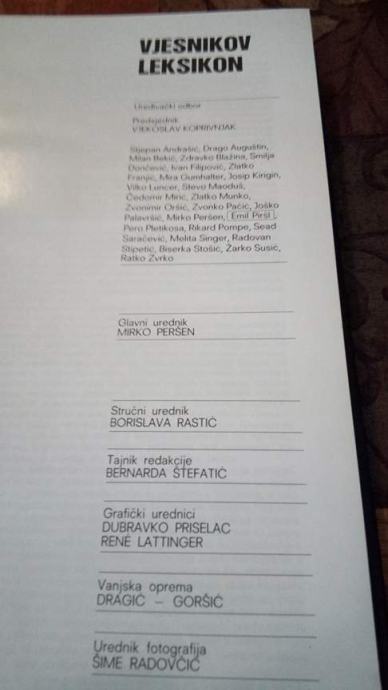 VJESNIKOV
LEKSIKON
Uređivački odbor
Predsjednik
VJEKOSLAV KOPRIVNJAK
Stjepan Andrašić, Drago Auguštin,
Milan Bekić, Zdravko Blažina, Smilja
Dončević, Ivan Filipović, Zlatko
Franjić, Mira Gumhalter, Josip Kirigin,
Vilko Luncer, Stevo Maoduš,
Čedomir Minić, Zlatko Munko,
Zvonimir Oršić, Zvonko Pačić, Joško
Palavršić, Mirko Peršen, Emil Piršl,
Pero Pletikosa, Rikard Pompe, Sead
Saračević, Melita Singer, Radovan
Stipetić, Biserka Stošić, Žarko Susić,
Ratko Zvrko
Glavni urednik
MIRKO PERŠEN
Stručni urednik
BORISLAVA RASTIĆ
Tajnik redakcije
BERNARDA ŠTEFATIĆ
Grafički urednici
DUBRAVKO PRISELAC
RENÉ LATTINGER
Vanjska oprema
DRAGIĆ – GORŠIĆ
Urednik fotografija
ŠIME RADOVČIĆ